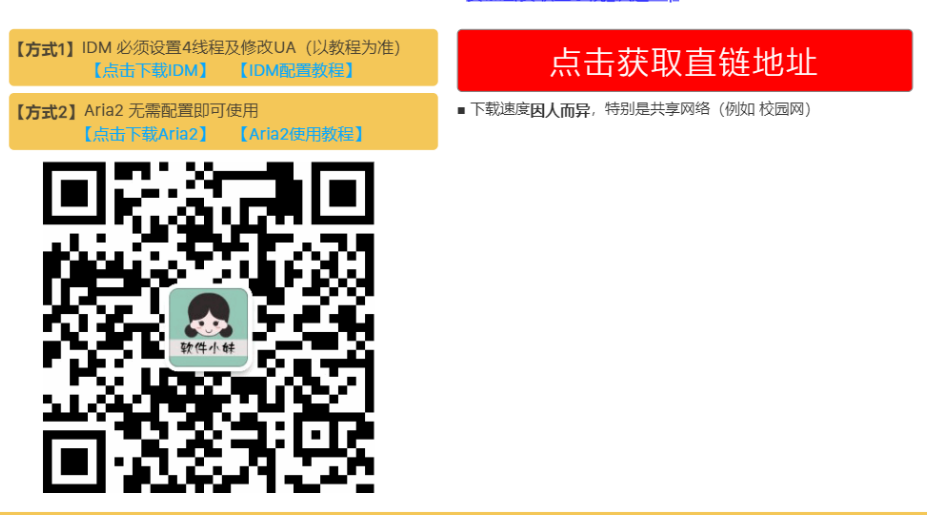 【方式1】IDM 必须设置4线程及修改UA（以教程为准）
【点击下载IDM】 【IDM配置教程】
【方式2】Aria2 无需配置即可使用
【点击下载Aria2】 【Aria2使用教程】
点击获取直链地址
■ 下载速度因人而异，特别是共享网络（例如 校园网）
软件小妹